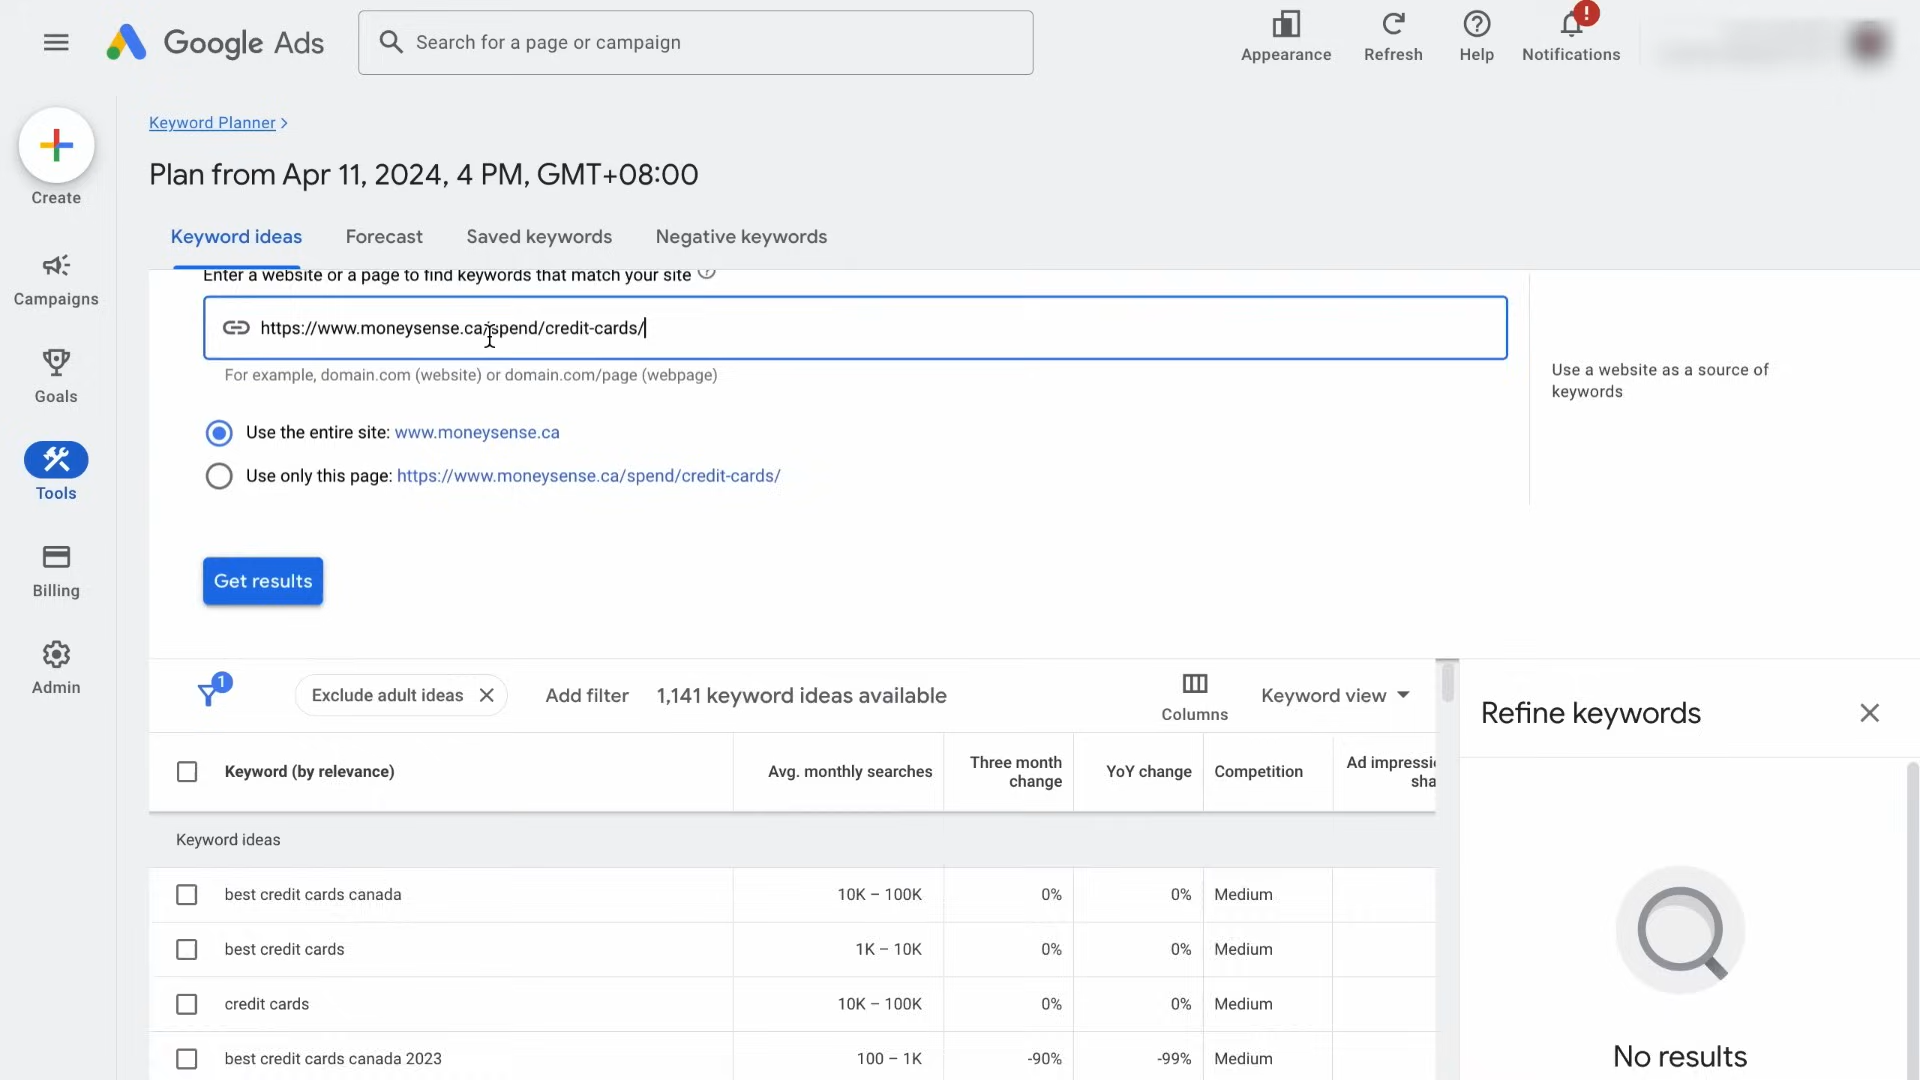 Google Ads
Search for a page or campaign
Appearance
Refresh
Help
!
Notifications
Create
Campaigns
Goals
Tools
Billing
Admin
Keyword Planner
Plan from Apr 11, 2024, 4 PM, GMT+08:00
Keyword ideas
Forecast
Saved keywords
Negative keywords
Enter a website or a page to find keywords that match your site
https://www.moneysense.ca/spend/credit-cards/
For example, domain.com (website) or domain.com/page (webpage)
Use the entire site: www.moneysense.ca
Use only this page: https://www.moneysense.ca/spend/credit-cards/
Get results
Use a website as a source of
keywords
1
Exclude adult ideas
Add filter
1,141 keyword ideas available
Columns
Keyword view
Keyword (by relevance)
Avg. monthly searches
Three month
change
YoY change
Competition
Ad impressi
sha
Keyword ideas
best credit cards canada 10K – 100K 0% 0% Medium
best credit cards 1K – 10K 0% 0% Medium
credit cards 10K – 100K 0% 0% Medium
best credit cards canada 2023 100 – 1K -90% -99% Medium
Refine keywords
No results